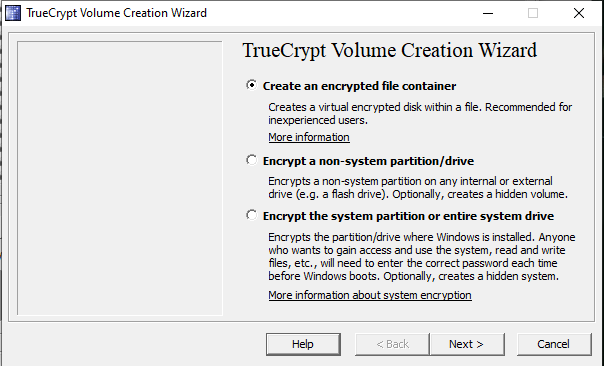 TrueCrypt Volume Creation Wizard
TrueCrypt Volume Creation Wizard
Create an encrypted file container
Creates a virtual encrypted disk within a file. Recommended for
inexperienced users.
More information
Encrypt a non-system partition/drive
Encrypts a non-system partition on any internal or external
drive (e.g. a flash drive). Optionally, creates a hidden volume.
Encrypt the system partition or entire system drive
Encrypts the partition/drive where Windows is installed. Anyone
who wants to gain access and use the system, read and write
files, etc., will need to enter the correct password each time
before Windows boots. Optionally, creates a hidden system.
More information about system encryption
Help
< Back
Next >
Cancel